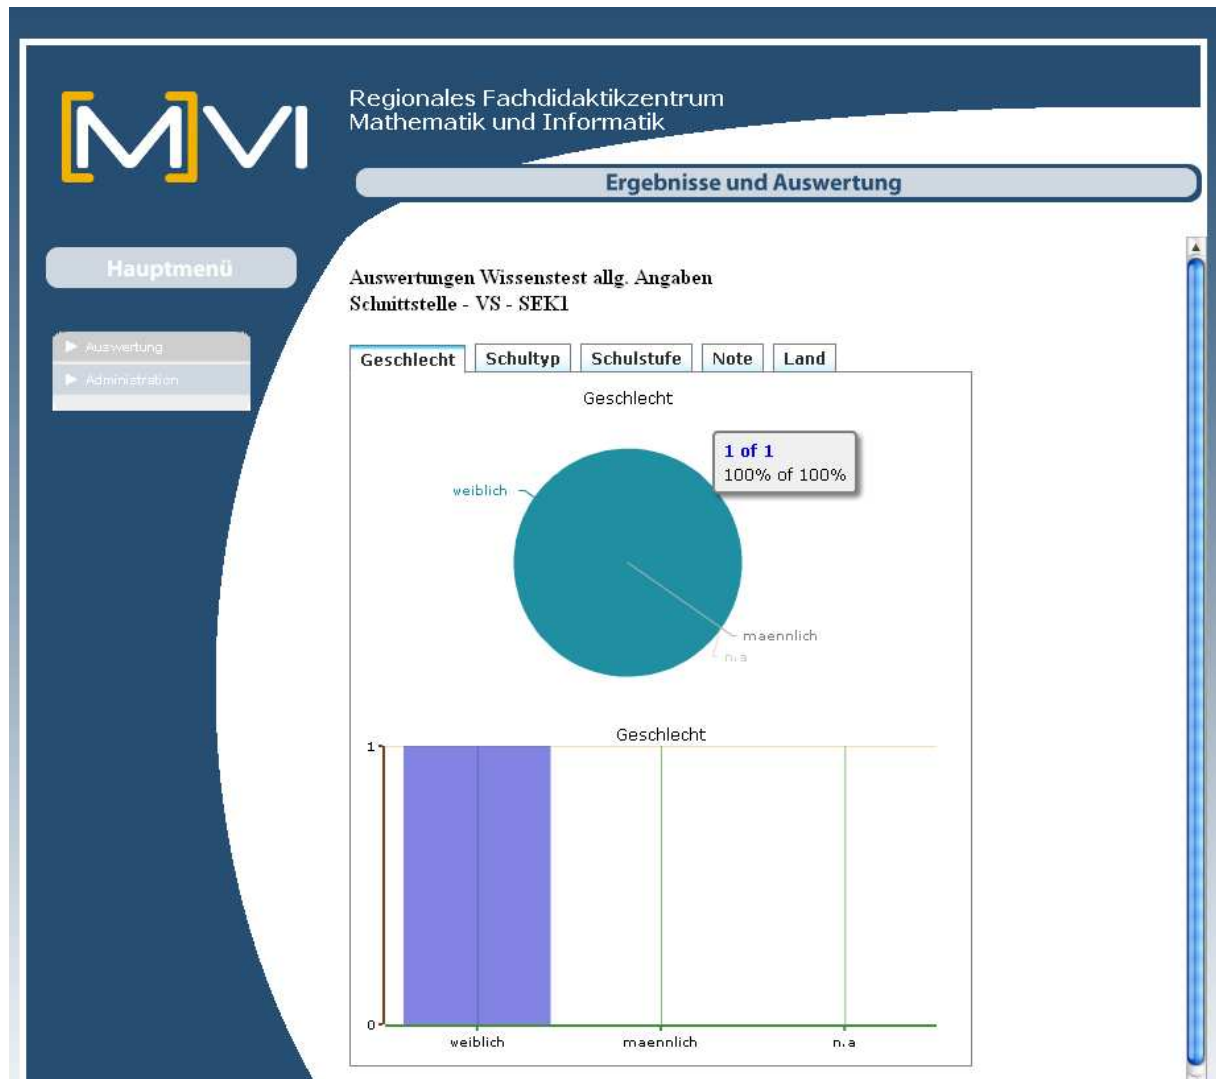 [M]VI
Regionales Fachdidaktikzentrum
Mathematik und Informatik
Ergebnisse und Auswertung
Hauptmenü
Auswertung
Administration
Auswertungen Wissenstest allg. Angaben
Schnittstelle - VS - SEK1
Geschlecht Schultyp Schulstufe Note Land
Geschlecht
1 of 1
100% of 100%
weiblich
maennlich
n.a
Geschlecht
1
0
weiblich maennlich n.a